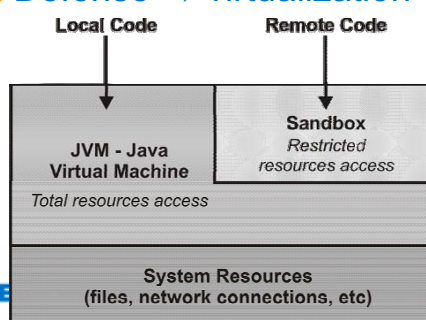 Local Code
Remote Code
JVM - Java
Virtual Machine
Total resources access
Sandbox
Restricted
resources access
System Resources
(files, network connections, etc)